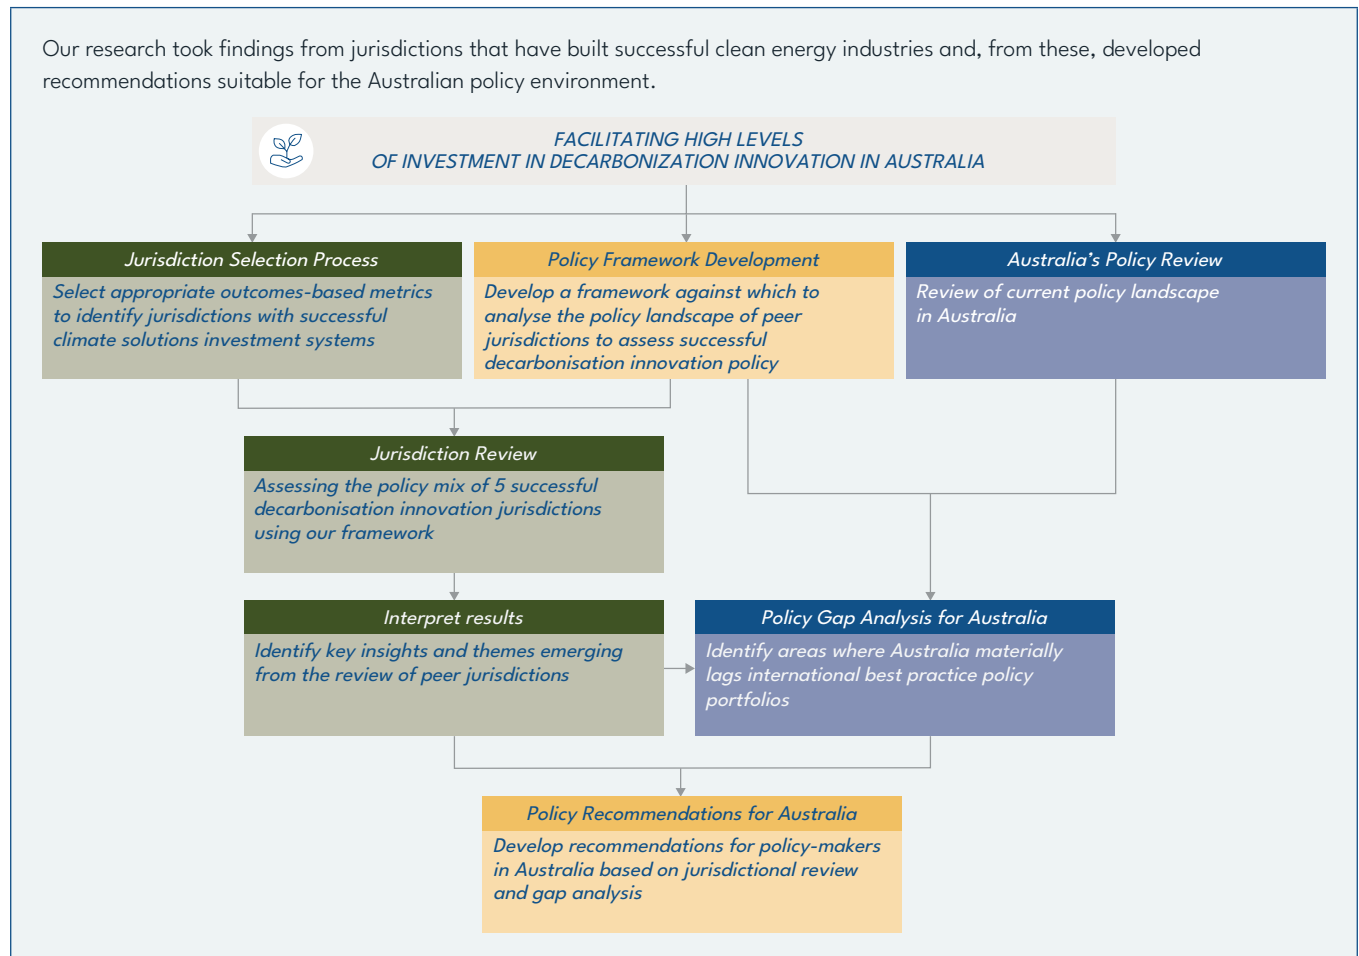 Our research took findings from jurisdictions that have built successful clean energy industries and, from these, developed
recommendations suitable for the Australian policy environment.
FACILITATING HIGH LEVELS
OF INVESTMENT IN DECARBONIZATION INNOVATION IN AUSTRALIA
Jurisdiction Selection Process
Select appropriate outcomes-based metrics
to identify jurisdictions with successful
climate solutions investment systems
Policy Framework Development
Develop a framework against which to
analyse the policy landscape of peer
jurisdictions to assess successful
decarbonisation innovation policy
Australia’s Policy Review
Review of current policy landscape
in Australia
Jurisdiction Review
Assessing the policy mix of 5 successful
decarbonisation innovation jurisdictions
using our framework
Interpret results
Identify key insights and themes emerging
from the review of peer jurisdictions
Policy Gap Analysis for Australia
Identify areas where Australia materially
lags international best practice policy
portfolios
Policy Recommendations for Australia
Develop recommendations for policy-makers
in Australia based on jurisdictional review
and gap analysis